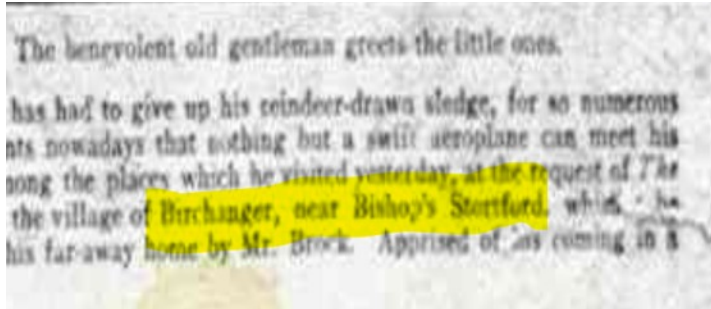 The benevolent old gentleman greets the little ones.
has had to give up his reindeer-drawn sledge, for so numerous
nts nowadays that nothing but a swift aeroplane can meet his
mong the places which he visited yesterday, at the request of The
the village of Birchanger, near Bishop's Stortford, which he
his far-away home by Mr. Brock. Apprised of his coming in a